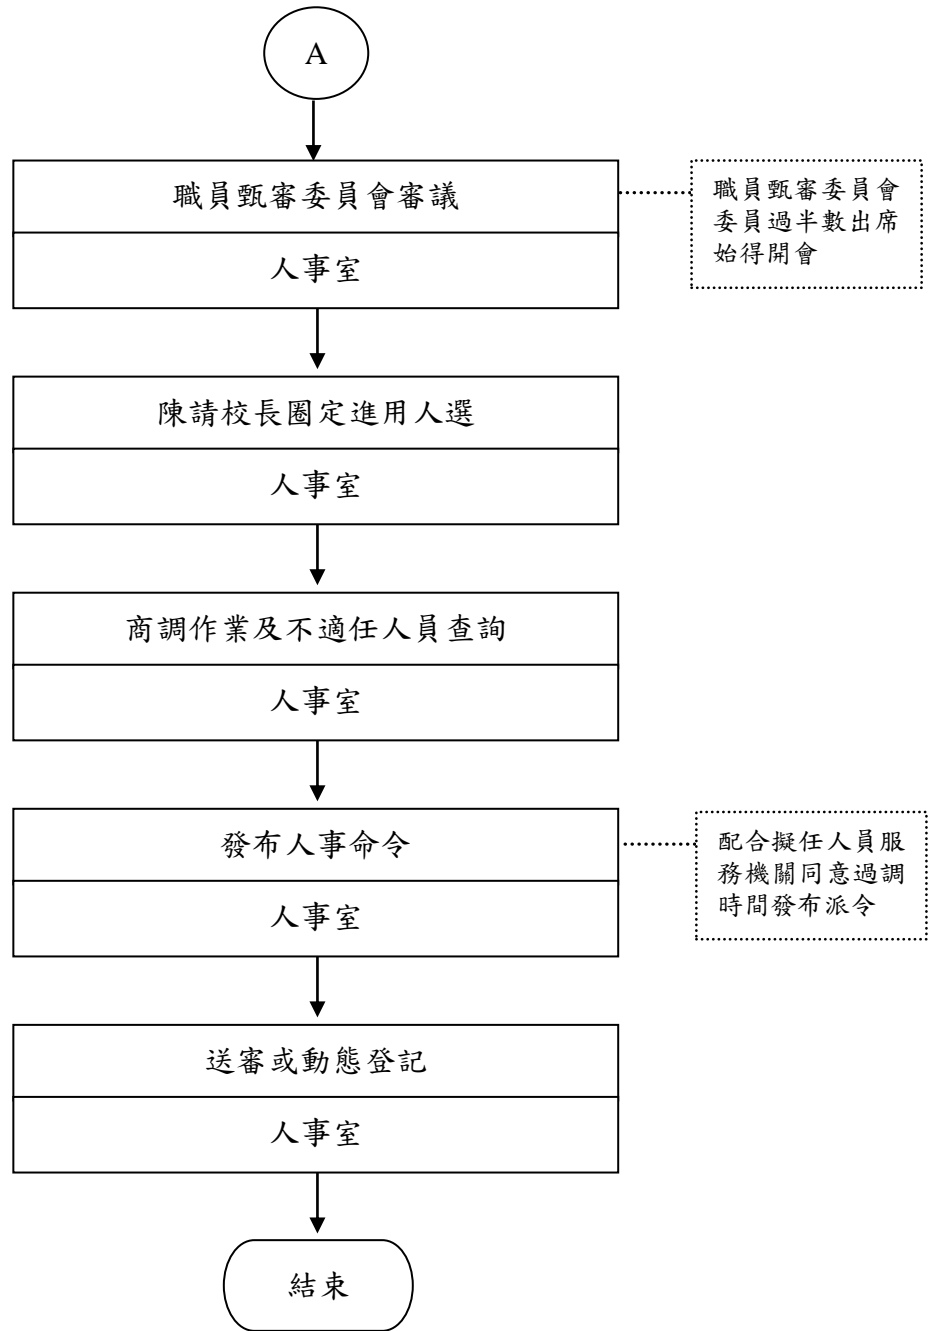 A
職員甄審委員會審議
人事室
職員甄審委員會
委員過半數出席
始得開會
陳請校長圈定進用人選
人事室
商調作業及不適任人員查詢
人事室
發布人事命令
人事室
配合擬任人員服
務機關同意過調
時間發布派令
送審或動態登記
人事室
結束